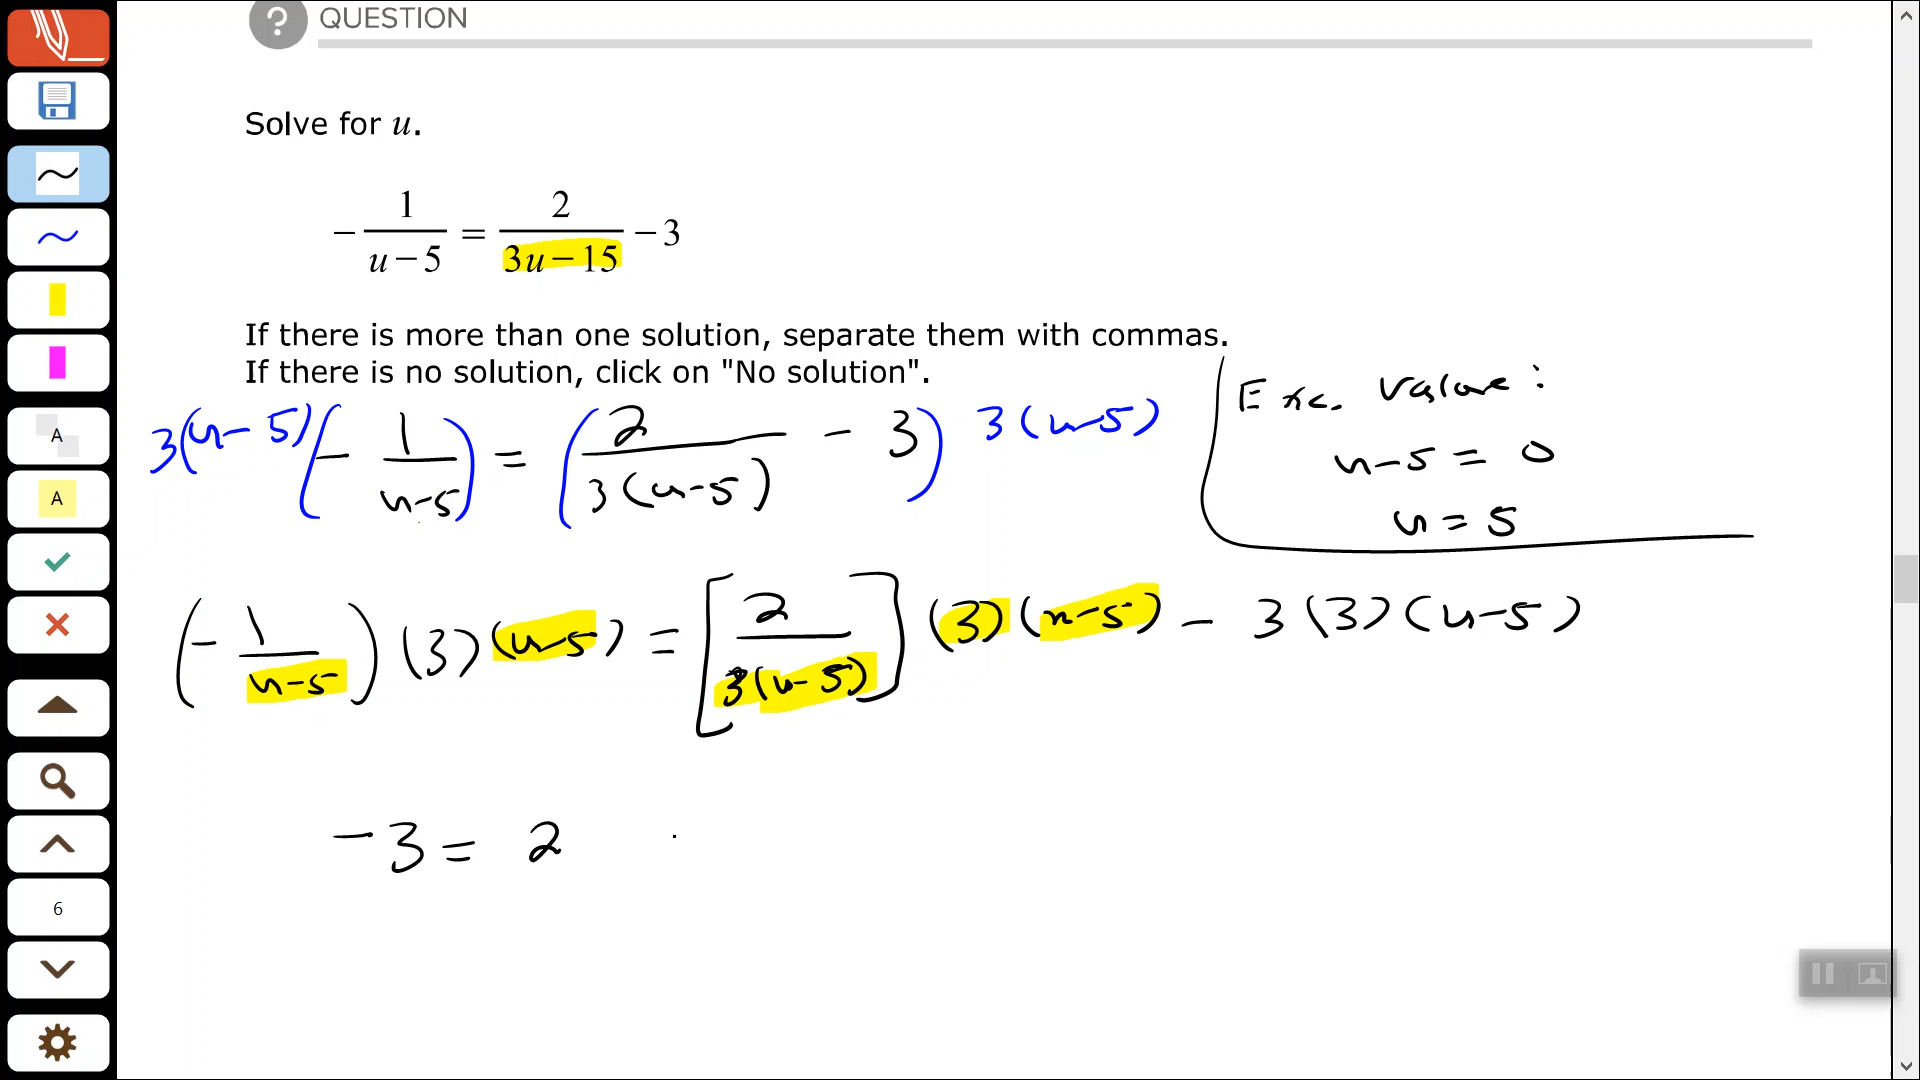 QUESTION
Solve for u.
- 1/(u-5) = 2/(3u-15) - 3
If there is more than one solution, separate them with commas.
If there is no solution, click on "No solution".
Exc. value:
u-5 = 0
u = 5
3(u-5)(- 1/(u-5)) = (2/(3(u-5)) - 3) 3(u-5)
(- 1/(u-5)) (3)(u-5) = [2/(3(u-5))] (3)(u-5) - 3(3)(u-5)
-3 = 2
A
A
6